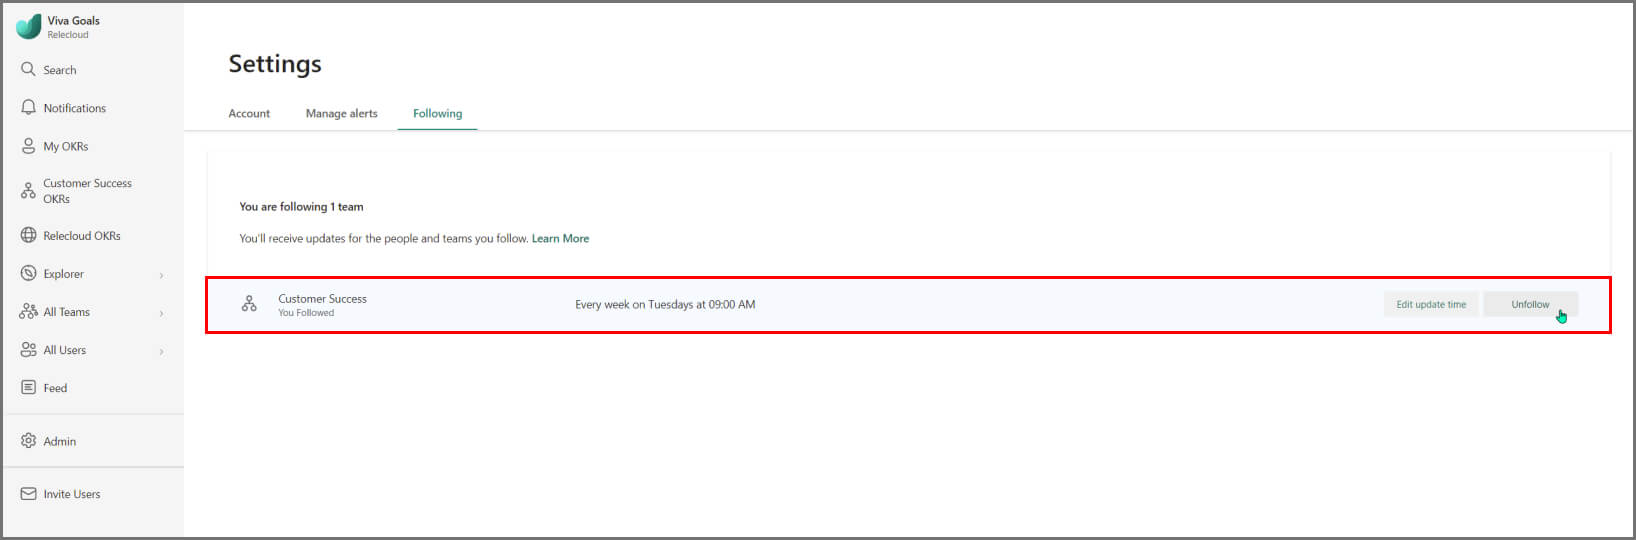 Viva Goals
Relecloud
Search
Notifications
My OKRs
Customer Success
OKRs
Relecloud OKRs
Explorer
All Teams
All Users
Feed
Admin
Invite Users
Settings
Account Manage alerts Following
You are following 1 team
You'll receive updates for the people and teams you follow. Learn More
Customer Success
You Followed
Every week on Tuesdays at 09:00 AM
Edit update time
Unfollow